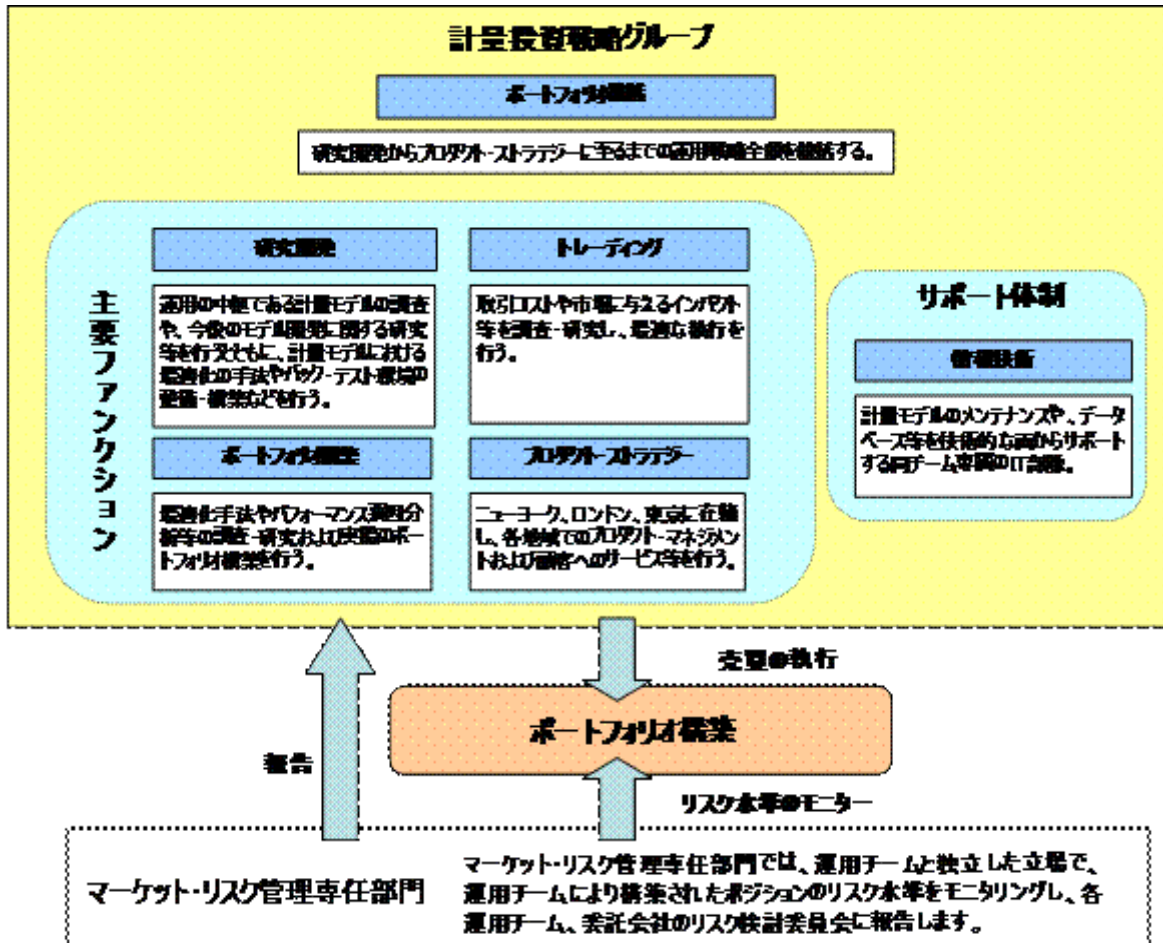 計量投資戦略グループ
ポートフォリオ統括
研究開発からプロダクト・ストラテジーに至るまでの運用戦略全般を統括する。
主要ファンクション
研究開発
運用の中枢である計量モデルの調査
や、今後のモデル開発に関する研究
等を行うとともに、計量モデルにおける
最適化の手法やバック・テスト環境の
整備・構築などを行う。
トレーディング
取引コストや市場に与えるインパクト
等を調査・研究し、最適な執行を
行う。
ポートフォリオ構築
最適化手法やパフォーマンス要因分
析等の調査・研究および実際のポー
トフォリオ構築を行う。
プロダクト・ストラテジー
ニューヨーク、ロンドン、東京に在籍
し、各地域でのプロダクト・マネジメン
トおよび顧客へのサービス等を行う。
サポート体制
情報技術
計量モデルのメンテナンスや、データ
ベース等を技術的な面からサポート
する同チーム専属のIT部隊。
売買の執行
ポートフォリオ構築
報告
リスク水準のモニター
マーケット・リスク管理専任部門
マーケット・リスク管理専任部門では、運用チームと独立した立場で、
運用チームにより構築されたポジションのリスク水準をモニタリングし、各
運用チーム、委託会社のリスク検討委員会に報告します。